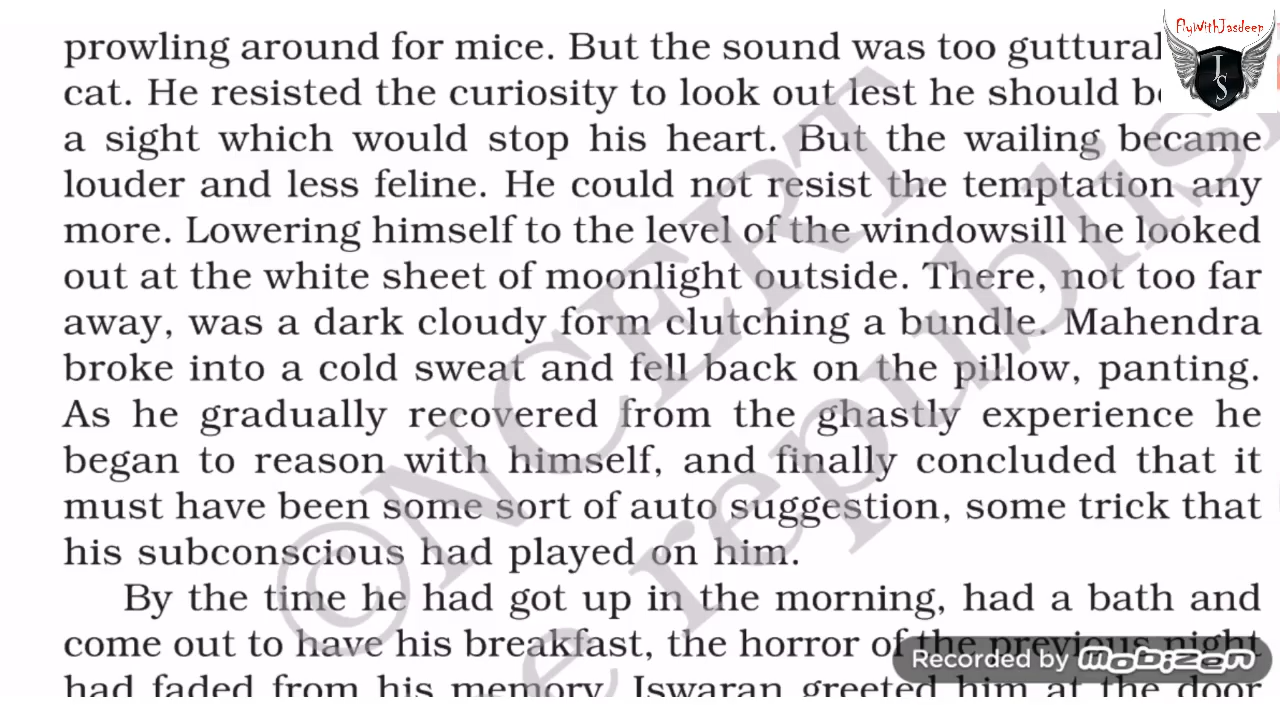 FlyWithJasdeep
JS
prowling around for mice. But the sound was too guttural
cat. He resisted the curiosity to look out lest he should
a sight which would stop his heart. But the wailing became
louder and less feline. He could not resist the temptation any
more. Lowering himself to the level of the windowsill he looked
out at the white sheet of moonlight outside. There, not too far
away, was a dark cloudy form clutching a bundle. Mahendra
broke into a cold sweat and fell back on the pillow, panting.
As he gradually recovered from the ghastly experience he
began to reason with himself, and finally concluded that it
must have been some sort of auto suggestion, some trick that
his subconscious had played on him.
By the time he had got up in the morning, had a bath and
come out to have his breakfast, the horror of the previous night
had faded from his memory. Iswaran greeted him at the door
©NCERT
republis
Recorded by mobizen